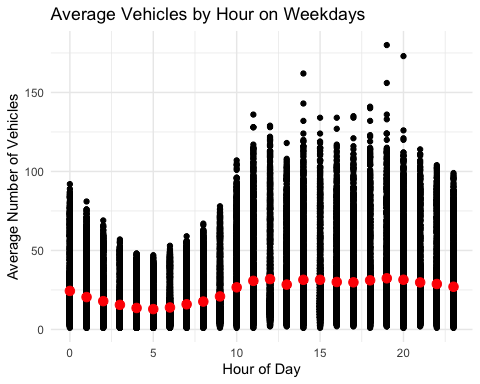 Average Vehicles by Hour on Weekdays
Average Number of Vehicles
150
100
50
0
0 5 10 15 20
Hour of Day